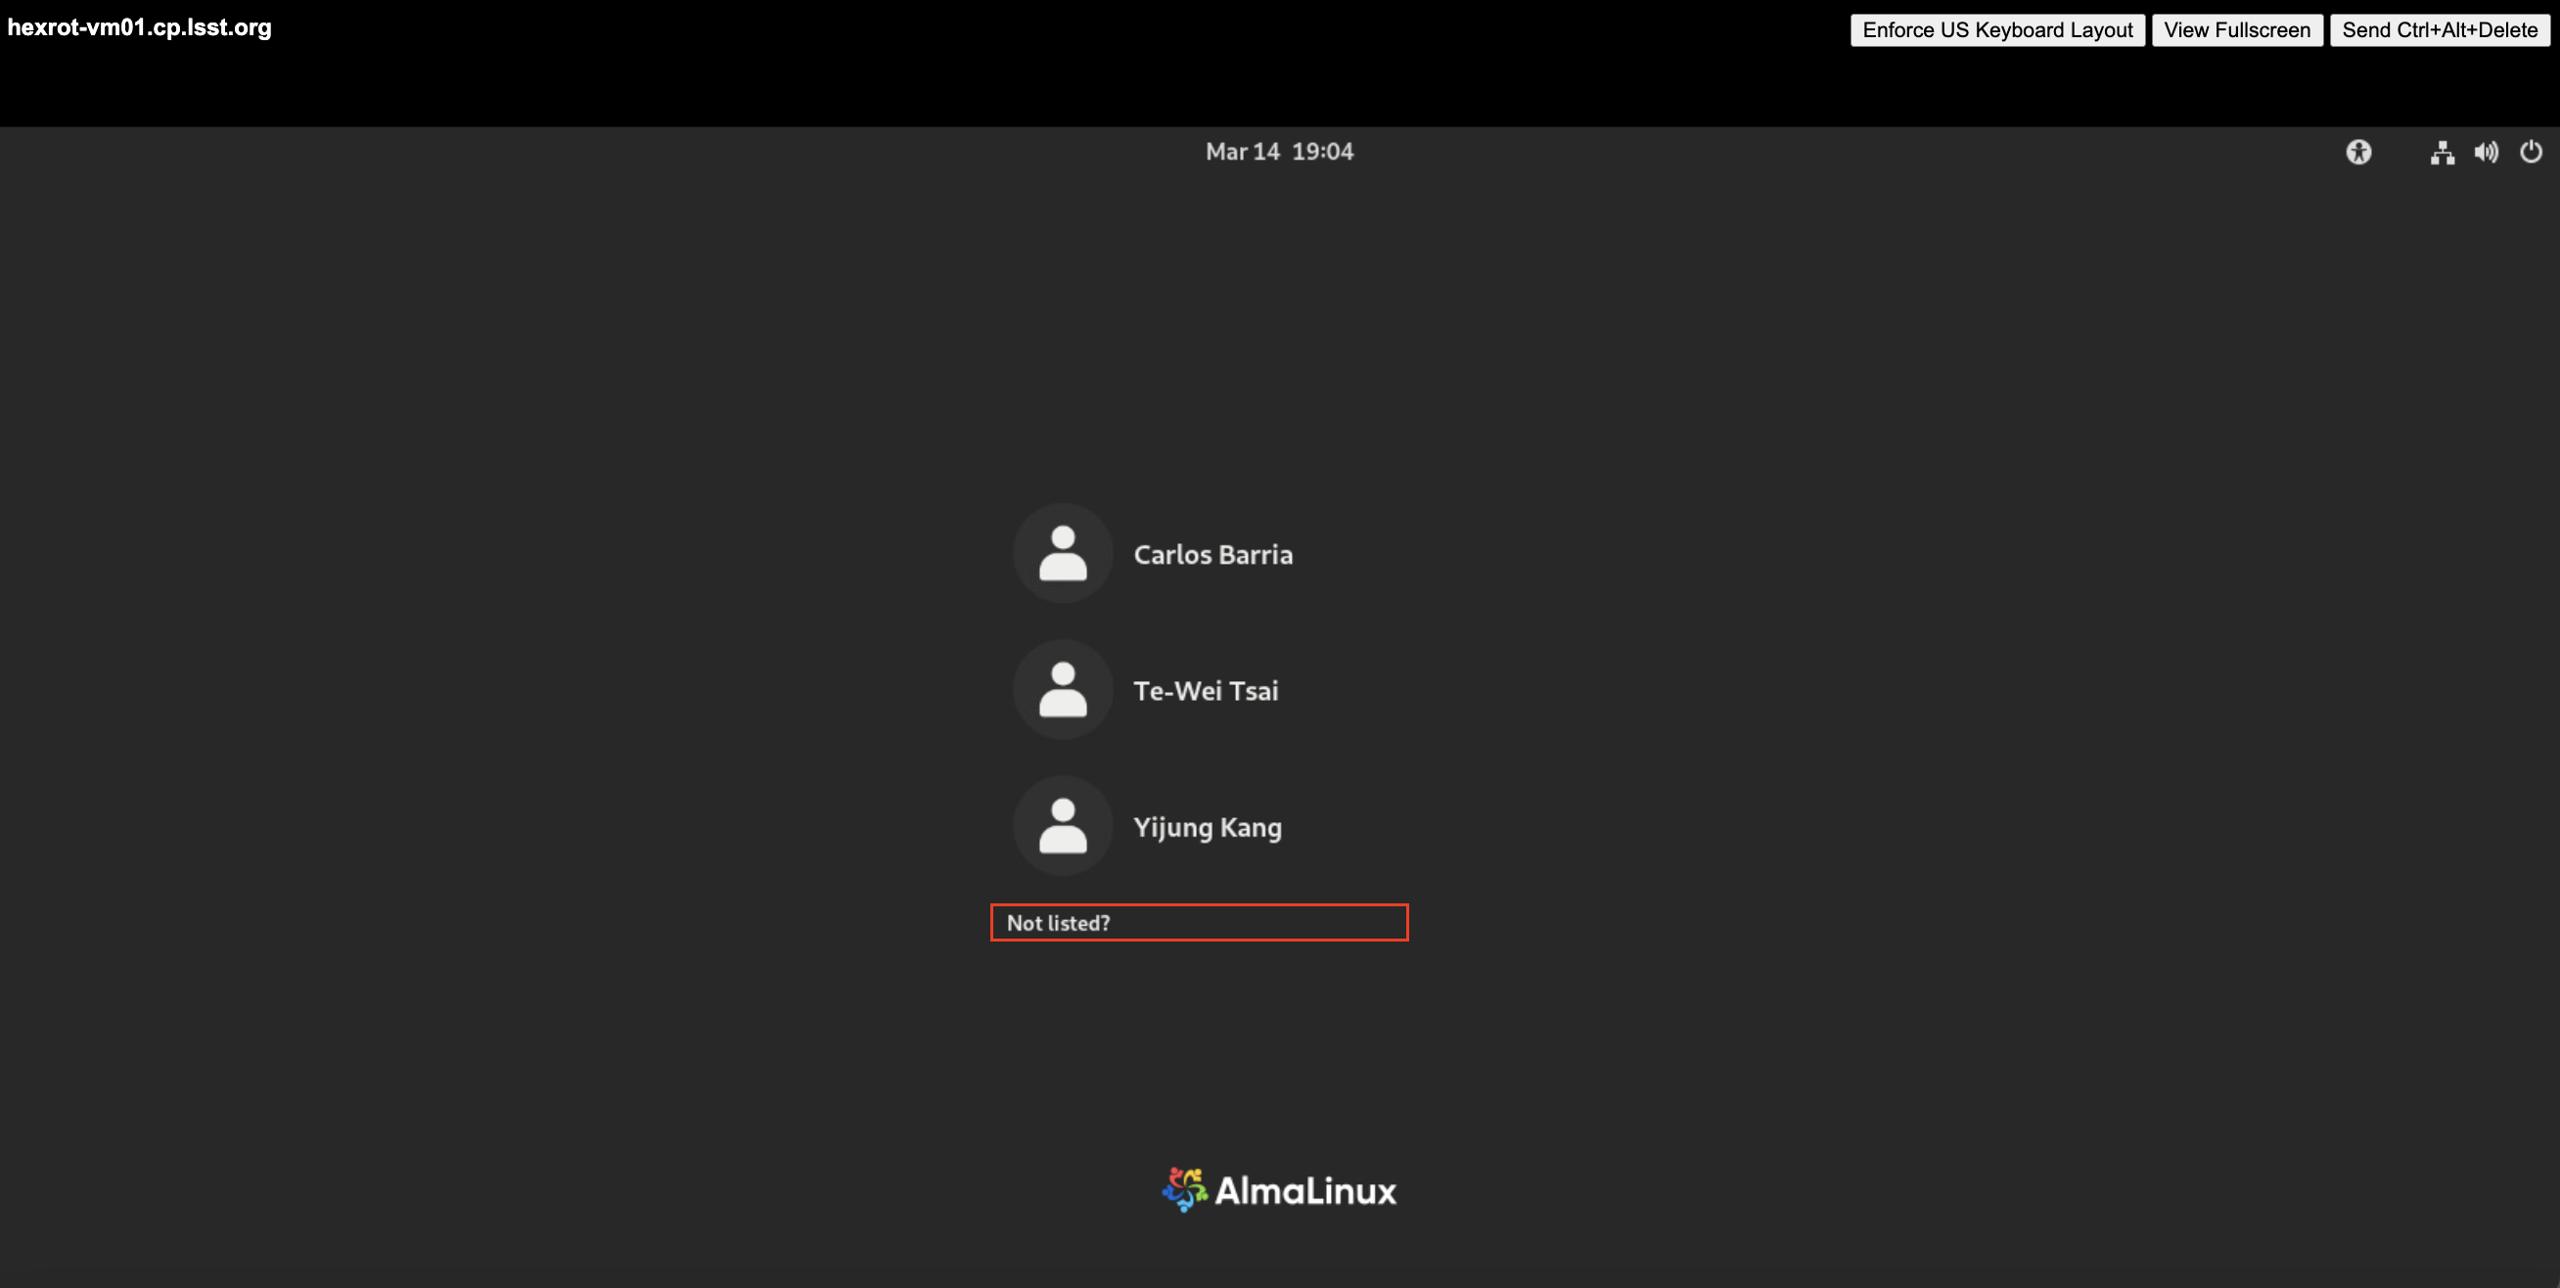 hexrot-vm01.cp.lsst.org
Enforce US Keyboard Layout
View Fullscreen
Send Ctrl+Alt+Delete
Mar 14 19:04
Carlos Barria
Te-Wei Tsai
Yijung Kang
Not listed?
AlmaLinux